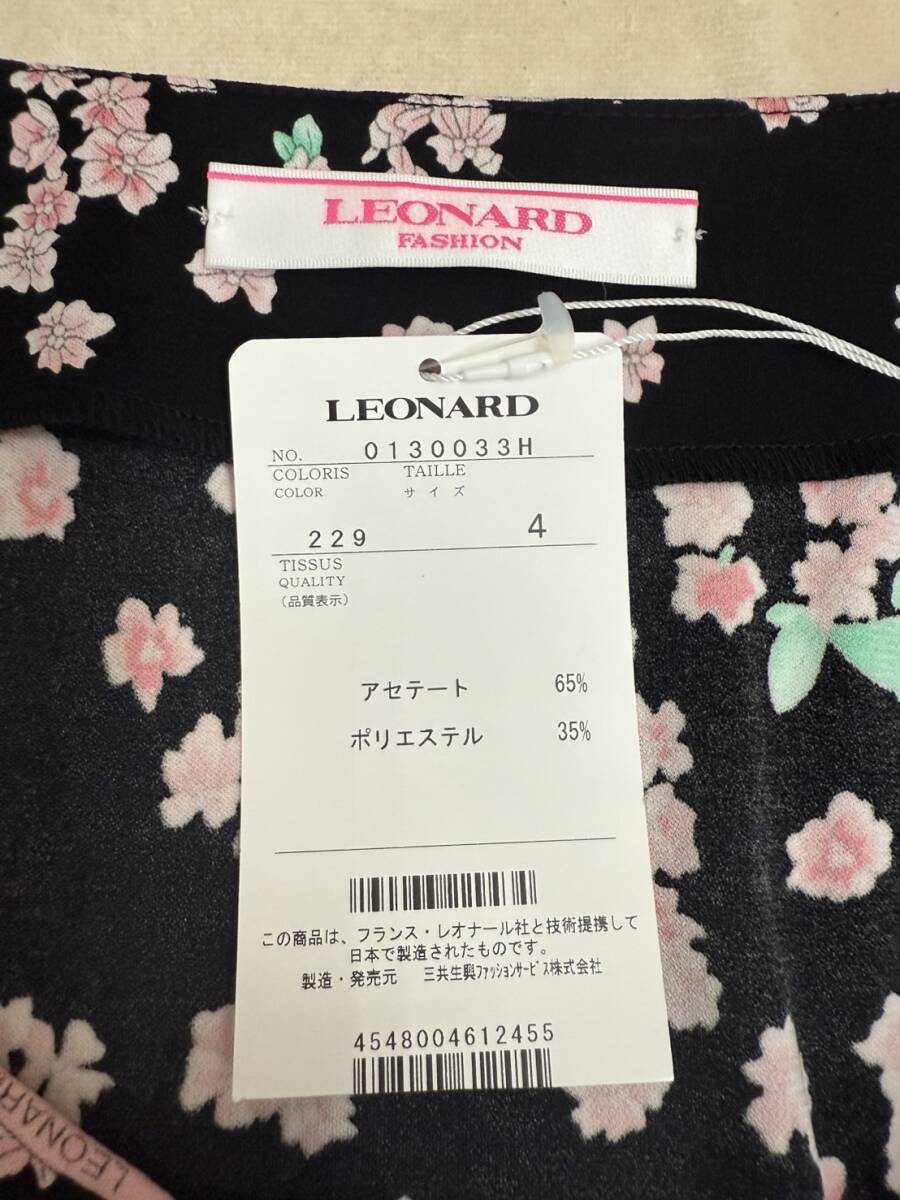 LEONARD
FASHION
LEONARD
NO. 0130033H
COLORIS TAILLE
COLOR サイズ
229 4
TISSUS
QUALITY
(品質表示)
アセテート 65%
ポリエステル 35%
この商品は、フランス・レオナール社と技術提携して
日本で製造されたものです。
製造・発売元 三共生興ファッションサービス株式会社
4548004612455
LEONAR